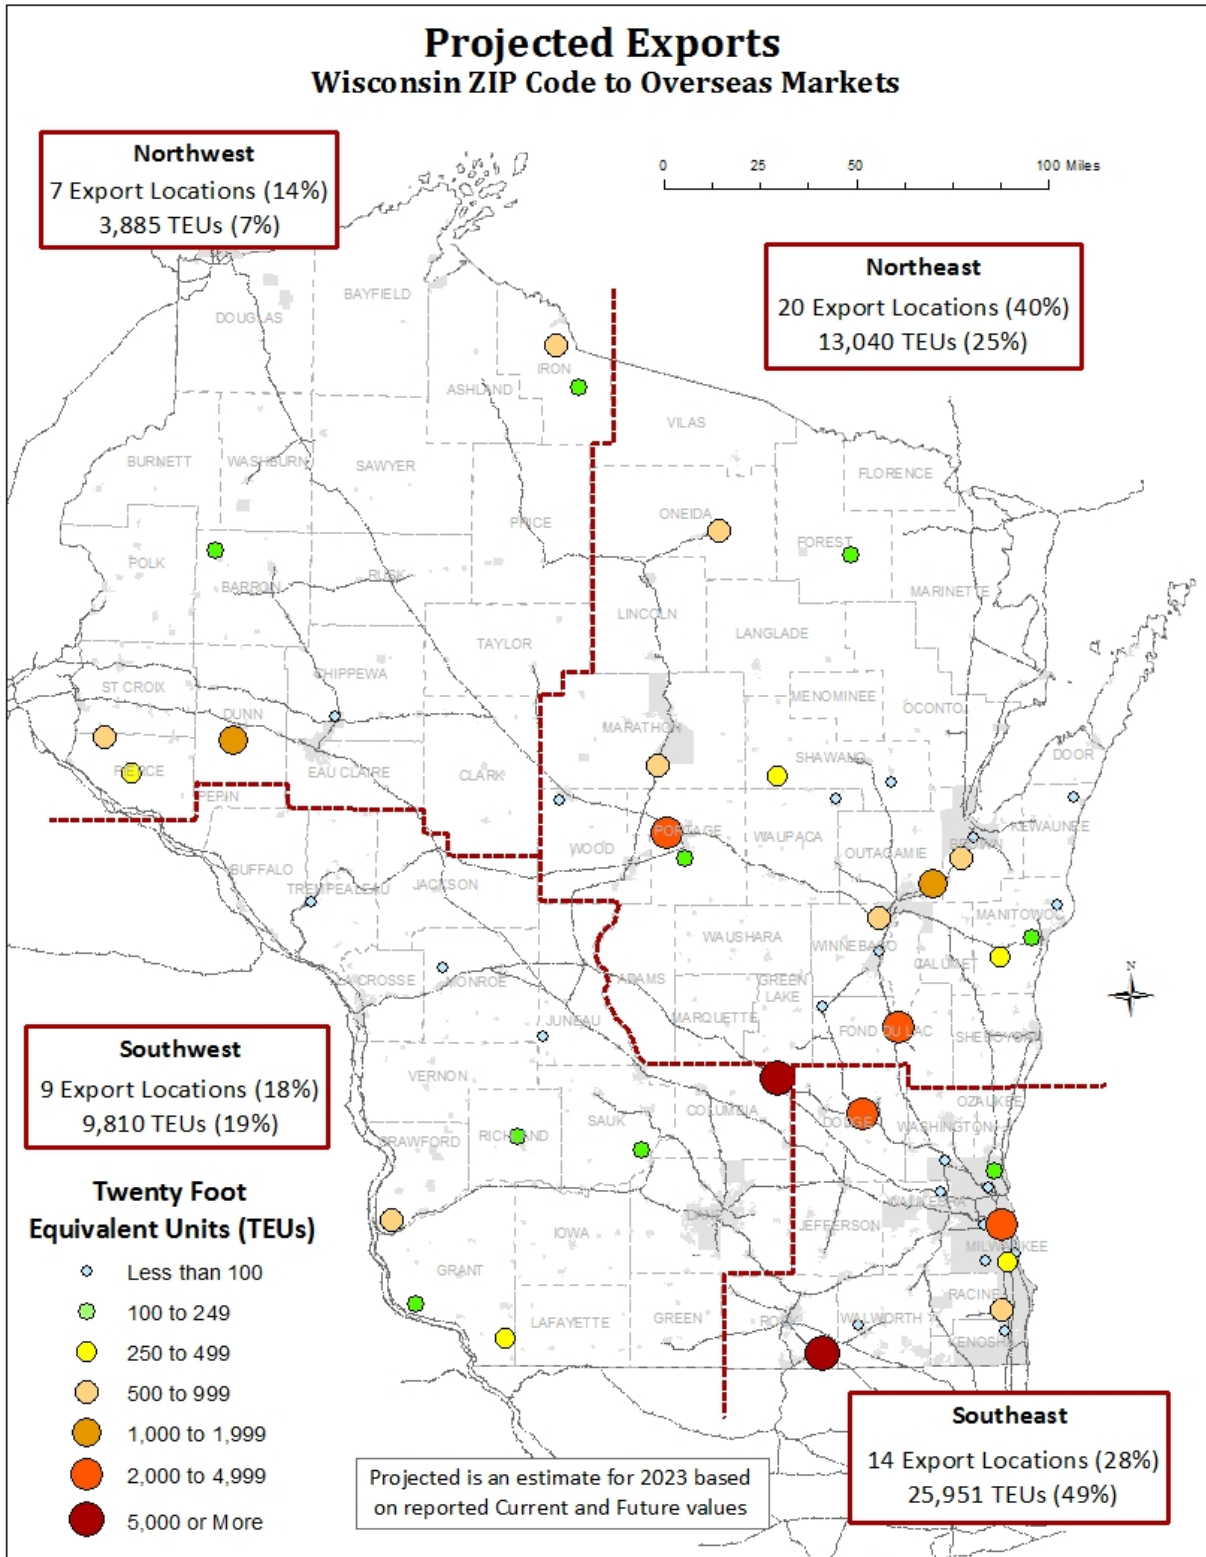 Projected Exports
Wisconsin ZIP Code to Overseas Markets
Northwest
7 Export Locations (14%)
3,885 TEUs (7%)
0 25 50 100 Miles
Northeast
20 Export Locations (40%)
13,040 TEUs (25%)
BAYFIELD
DOUGLAS
IRON
ASHLAND
VILAS
BURNETT
WASHBURN
SAWYER
FLORENCE
PRICE
ONEIDA
FOREST
POLK
BARRON
RUSK
MARINETTE
LINCOLN
LANGLADE
TAYLOR
CHIPPEWA
ST CROIX
MENOMINEE
OCONTO
DUNN
MARATHON
SHAWANO
DOOR
PIERCE
EAU CLAIRE
CLARK
PEPIN
PORTAGE
WAUPACA
KEWAUNEE
WOOD
OUTAGAMIE
BROWN
BUFFALO
TREMPEALEAU
JACKSON
MANITOWOC
WAUSHARA
WINNEBAGO
CALUMET
LA CROSSE
MONROE
ADAMS
GREEN
LAKE
N
JUNEAU
MARQUETTE
FOND DU LAC
SHEBOYGAN
Southwest
9 Export Locations (18%)
9,810 TEUs (19%)
VERNON
COLUMBIA
OZAUKEE
SAUK
DODGE
WASHINGTON
CRAWFORD
RICHLAND
Twenty Foot
Equivalent Units (TEUs)
Less than 100
100 to 249
250 to 499
500 to 999
1,000 to 1,999
2,000 to 4,999
5,000 or More
DANE
WAUKESHA
IOWA
JEFFERSON
MILWAUKEE
GRANT
RACINE
LAFAYETTE
GREEN
ROCK
WALWORTH
KENOSHA
Southeast
14 Export Locations (28%)
25,951 TEUs (49%)
Projected is an estimate for 2023 based
on reported Current and Future values